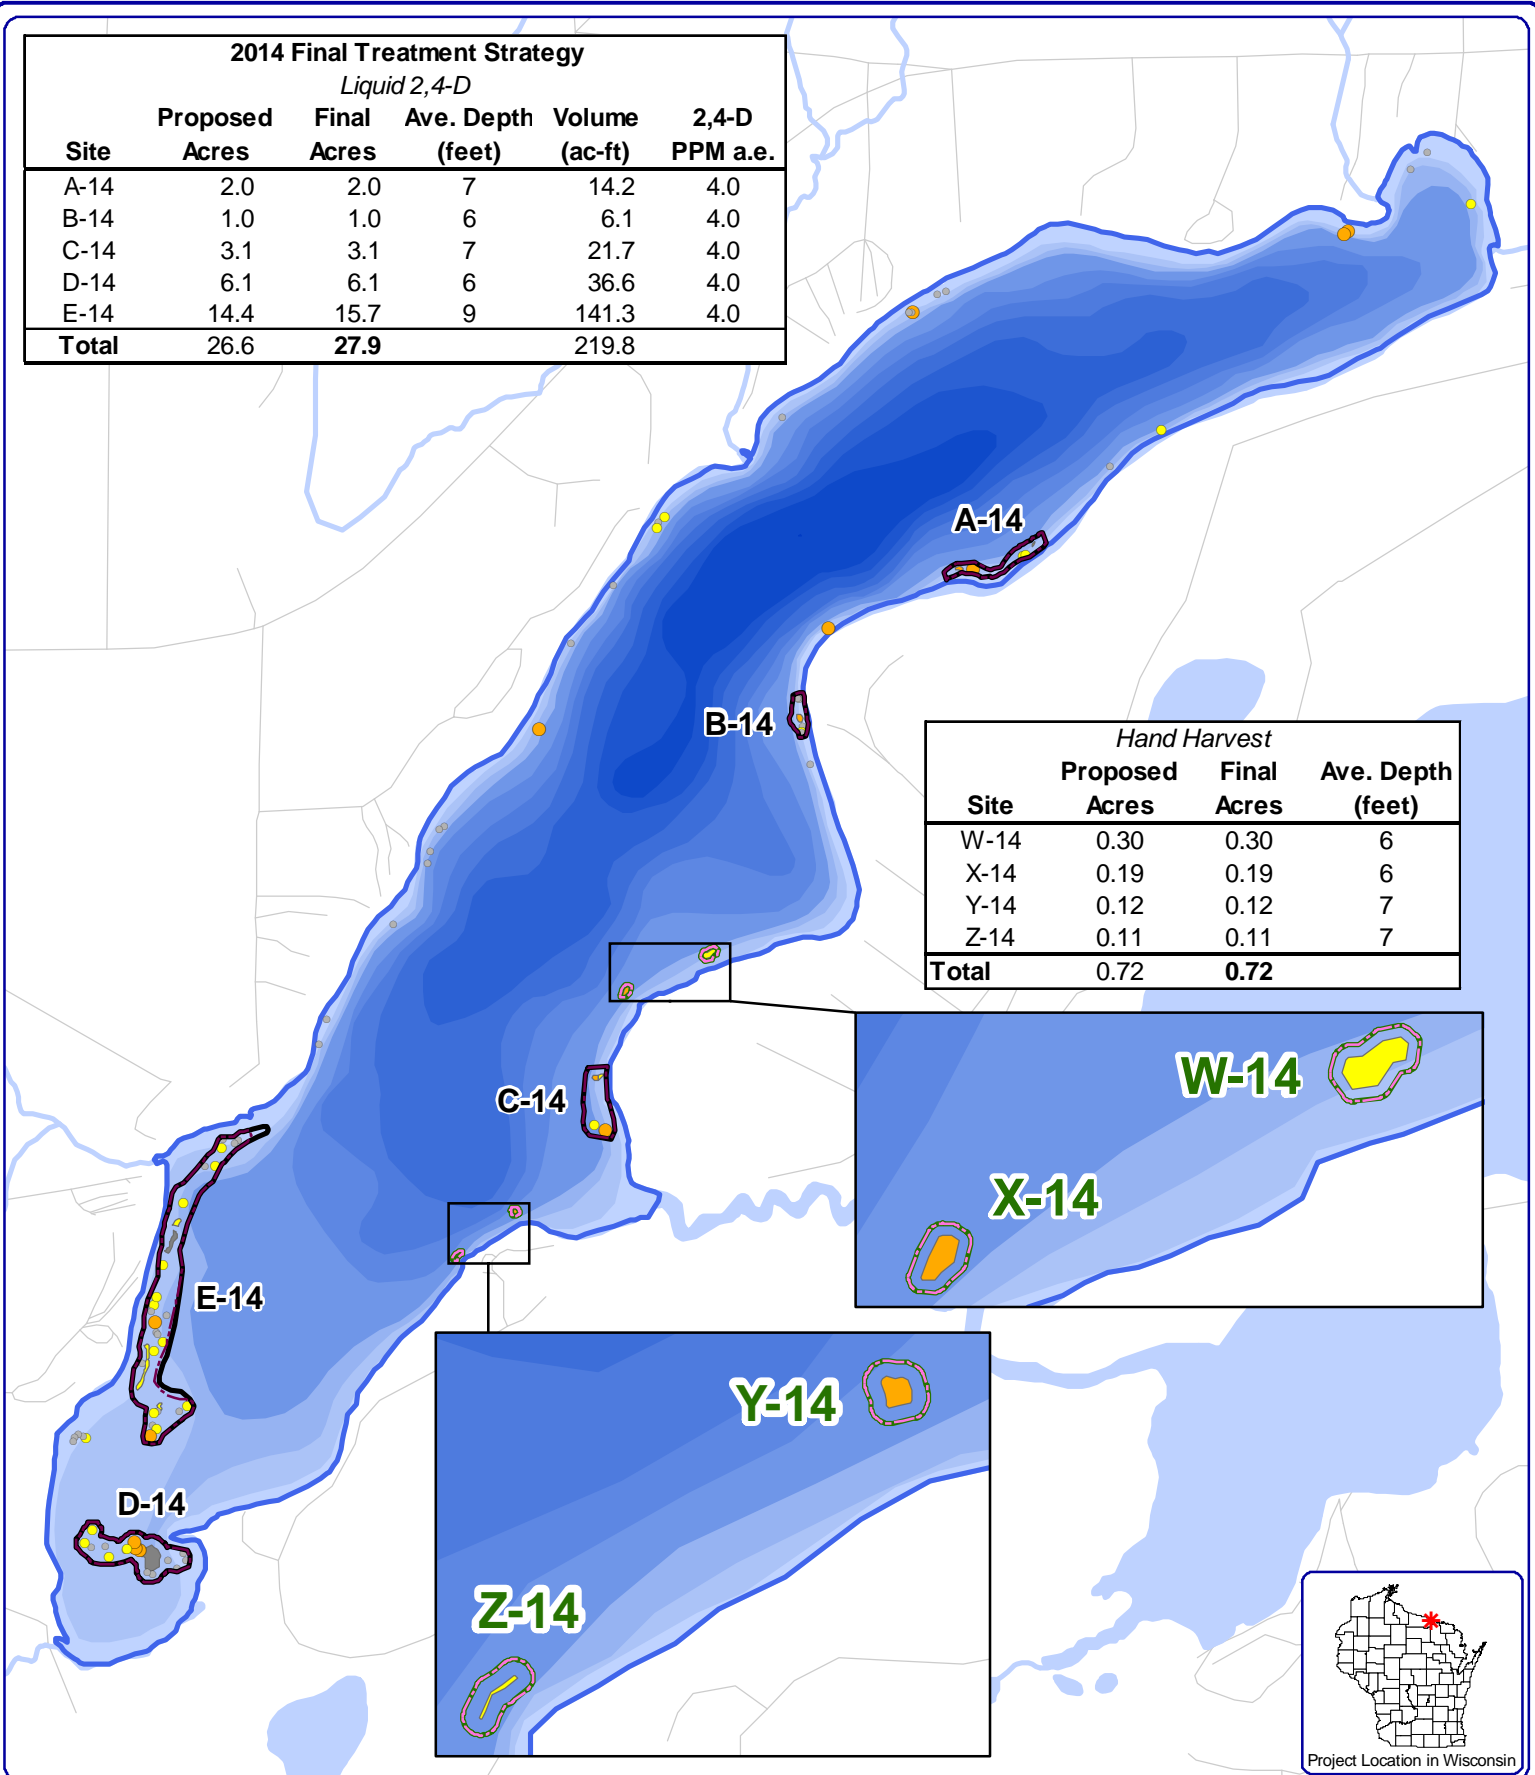 2014 Final Treatment Strategy
Liquid 2,4-D
Proposed Final Ave. Depth Volume 2,4-D
Site Acres Acres (feet) (ac-ft) PPM a.e.
A-14 2.0 2.0 7 14.2 4.0
B-14 1.0 1.0 6 6.1 4.0
C-14 3.1 3.1 7 21.7 4.0
D-14 6.1 6.1 6 36.6 4.0
E-14 14.4 15.7 9 141.3 4.0
Total 26.6 27.9 219.8
A-14
B-14
Hand Harvest
Proposed Final Ave. Depth
Site Acres Acres (feet)
W-14 0.30 0.30 6
X-14 0.19 0.19 6
Y-14 0.12 0.12 7
Z-14 0.11 0.11 7
Total 0.72 0.72
C-14
W-14
X-14
E-14
Y-14
D-14
Z-14
Project Location in Wisconsin